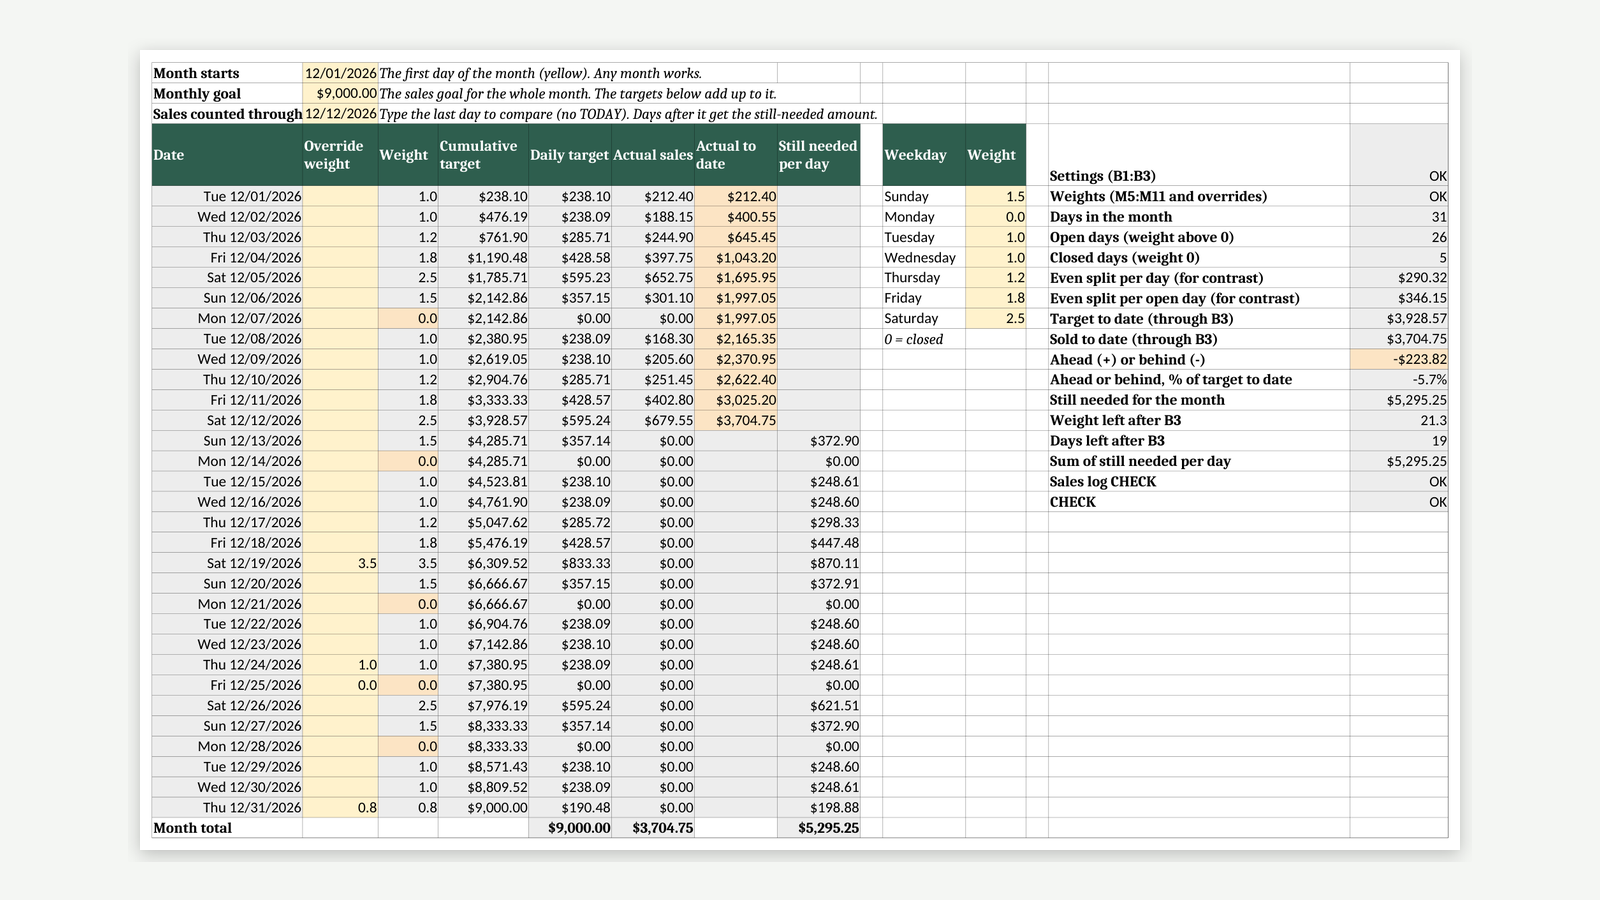 Month starts 12/01/2026 The first day of the month (yellow). Any month works.
Monthly goal $9,000.00 The sales goal for the whole month. The targets below add up to it.
Sales counted through 12/12/2026 Type the last day to compare (no TODAY). Days after it get the still-needed amount.
Date Override weight Weight Cumulative target Daily target Actual sales Actual to date Still needed per day Weekday Weight Settings (B1:B3) OK
Tue 12/01/2026 1.0 $238.10 $238.10 $212.40 $212.40 Sunday 1.5 Weights (M5:M11 and overrides) OK
Wed 12/02/2026 1.0 $476.19 $238.09 $188.15 $400.55 Monday 0.0 Days in the month 31
Thu 12/03/2026 1.2 $761.90 $285.71 $244.90 $645.45 Tuesday 1.0 Open days (weight above 0) 26
Fri 12/04/2026 1.8 $1,190.48 $428.58 $397.75 $1,043.20 Wednesday 1.0 Closed days (weight 0) 5
Sat 12/05/2026 2.5 $1,785.71 $595.23 $652.75 $1,695.95 Thursday 1.2 Even split per day (for contrast) $290.32
Sun 12/06/2026 1.5 $2,142.86 $357.15 $301.10 $1,997.05 Friday 1.8 Even split per open day (for contrast) $346.15
Mon 12/07/2026 0.0 $2,142.86 $0.00 $0.00 $1,997.05 Saturday 2.5 Target to date (through B3) $3,928.57
Tue 12/08/2026 1.0 $2,380.95 $238.09 $168.30 $2,165.35 0 = closed Sold to date (through B3) $3,704.75
Wed 12/09/2026 1.0 $2,619.05 $238.10 $205.60 $2,370.95 Ahead (+) or behind (-) -$223.82
Thu 12/10/2026 1.2 $2,904.76 $285.71 $251.45 $2,622.40 Ahead or behind, % of target to date -5.7%
Fri 12/11/2026 1.8 $3,333.33 $428.57 $402.80 $3,025.20 Still needed for the month $5,295.25
Sat 12/12/2026 2.5 $3,928.57 $595.24 $679.55 $3,704.75 Weight left after B3 21.3
Sun 12/13/2026 1.5 $4,285.71 $357.14 $0.00 $372.90 Days left after B3 19
Mon 12/14/2026 0.0 $4,285.71 $0.00 $0.00 $0.00 Sum of still needed per day $5,295.25
Tue 12/15/2026 1.0 $4,523.81 $238.10 $0.00 $248.61 Sales log CHECK OK
Wed 12/16/2026 1.0 $4,761.90 $238.09 $0.00 $248.60 CHECK OK
Thu 12/17/2026 1.2 $5,047.62 $285.72 $0.00 $298.33
Fri 12/18/2026 1.8 $5,476.19 $428.57 $0.00 $447.48
Sat 12/19/2026 3.5 3.5 $6,309.52 $833.33 $0.00 $870.11
Sun 12/20/2026 1.5 $6,666.67 $357.15 $0.00 $372.91
Mon 12/21/2026 0.0 $6,666.67 $0.00 $0.00 $0.00
Tue 12/22/2026 1.0 $6,904.76 $238.09 $0.00 $248.60
Wed 12/23/2026 1.0 $7,142.86 $238.10 $0.00 $248.60
Thu 12/24/2026 1.0 1.0 $7,380.95 $238.09 $0.00 $248.61
Fri 12/25/2026 0.0 0.0 $7,380.95 $0.00 $0.00 $0.00
Sat 12/26/2026 2.5 $7,976.19 $595.24 $0.00 $621.51
Sun 12/27/2026 1.5 $8,333.33 $357.14 $0.00 $372.90
Mon 12/28/2026 0.0 $8,333.33 $0.00 $0.00 $0.00
Tue 12/29/2026 1.0 $8,571.43 $238.10 $0.00 $248.60
Wed 12/30/2026 1.0 $8,809.52 $238.09 $0.00 $248.61
Thu 12/31/2026 0.8 0.8 $9,000.00 $190.48 $0.00 $198.88
Month total $9,000.00 $3,704.75 $5,295.25